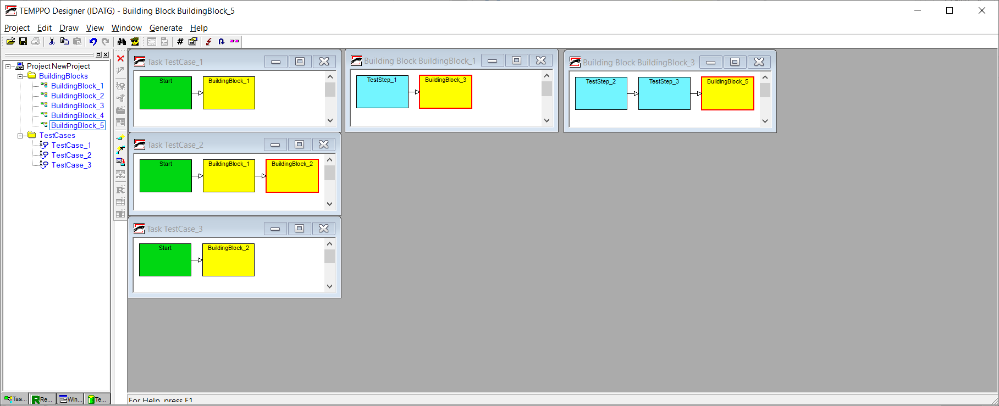 TEMPPO Designer (IDATG) - Building Block BuildingBlock_5
Project Edit Draw View Window Generate Help
Project NewProject
BuildingBlocks
BuildingBlock_1
BuildingBlock_2
BuildingBlock_3
BuildingBlock_4
BuildingBlock_5
TestCases
TestCase_1
TestCase_2
TestCase_3
Tas... Re... Win... Te...
Task TestCase_1
Start BuildingBlock_1
Building Block BuildingBlock_1
TestStep_1 BuildingBlock_3
Building Block BuildingBlock_3
TestStep_2 TestStep_3 BuildingBlock_5
Task TestCase_2
Start BuildingBlock_1 BuildingBlock_2
Task TestCase_3
Start BuildingBlock_2
For Help, press F1